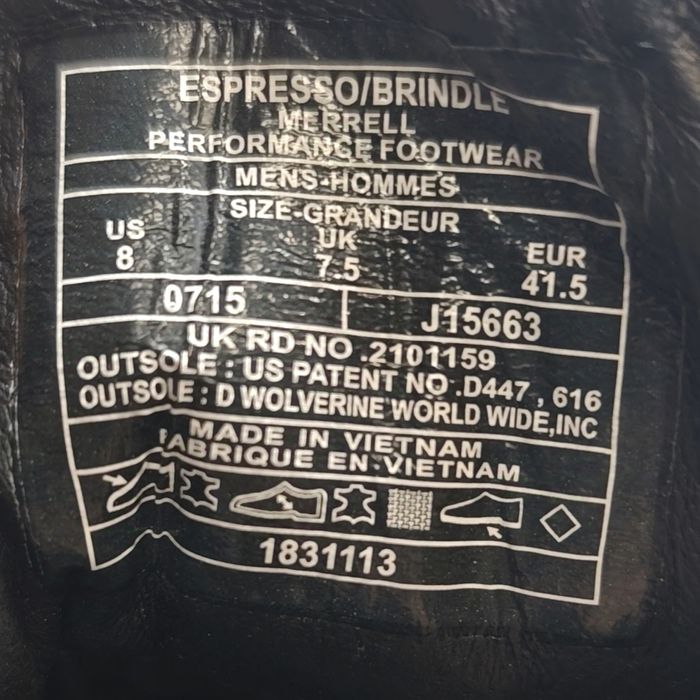 ESPRESSO/BRINDLE
MERRELL
PERFORMANCE FOOTWEAR
MENS-HOMMES
SIZE-GRANDEUR
US UK EUR
8 7.5 41.5
0715 J15663
UK RD-NO .2101159
OUTSOLE : US PATENT NO .D447 , 616
OUTSOLE : D WOLVERINE WORLD WIDE,INC
MADE IN VIETNAM
FABRIQUE EN VIETNAM
1831113